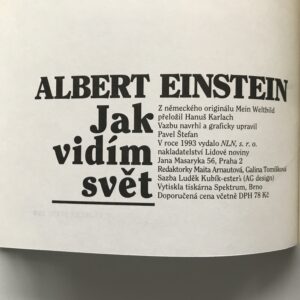 ALBERT EINSTEIN
Jak
vidím
svět
Z německého originálu Mein Weltbild
přeložil Hanuš Karlach
Vazbu navrhl a graficky upravil
Pavel Štefan
V roce 1993 vydalo NLN, s. r. o.
nakladatelství Lidové noviny
Jana Masaryka 56, Praha 2
Redaktorky Maita Arnautová, Galina Tomíšková
Sazba Luděk Kubík-ester's (AG design)
Vytiskla tiskárna Spektrum, Brno
Doporučená cena včetně DPH 78 Kč